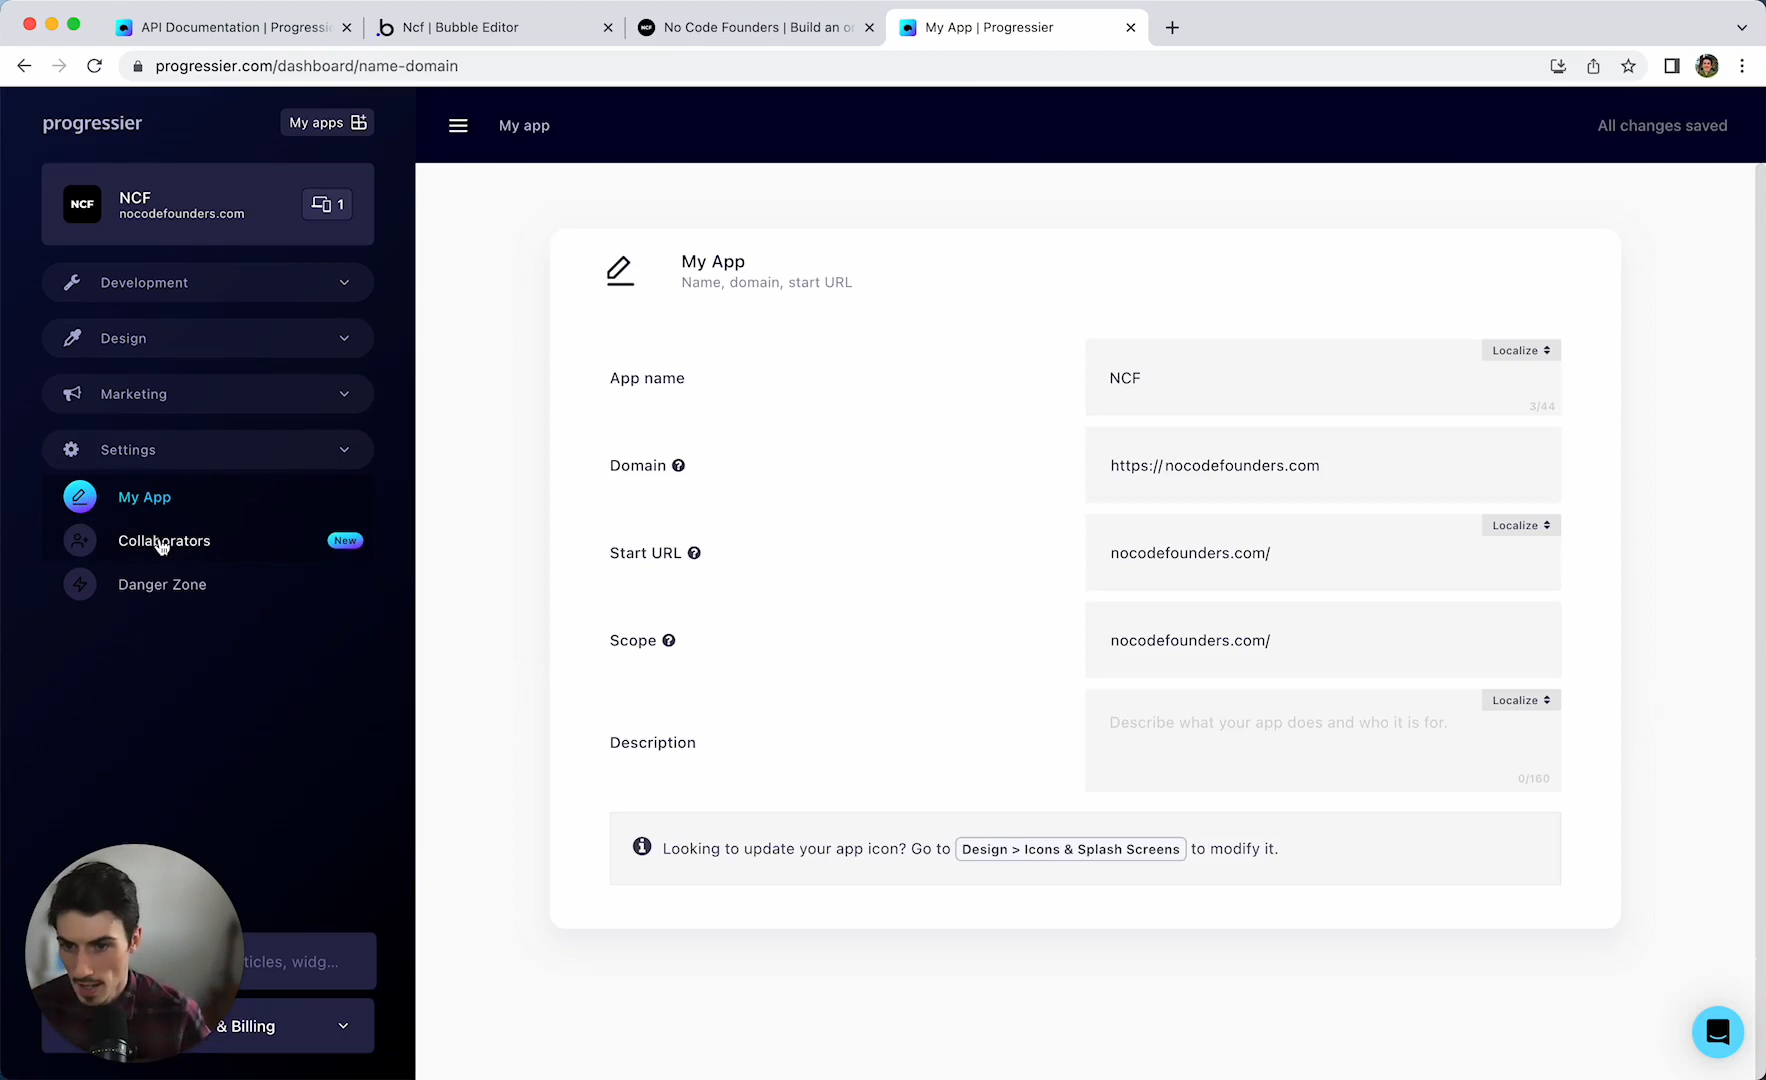 API Documentation | Progressi
Ncf | Bubble Editor
No Code Founders | Build an o
My App | Progressier
progressier.com/dashboard/name-domain
progressier
My apps
My app
All changes saved
NCF
NCF
nocodefounders.com
1
Development
Design
Marketing
Settings
My App
Collaborators
New
Danger Zone
ticles, widg...
& Billing
My App
Name, domain, start URL
App name
Localize
NCF
3/44
Domain
https://nocodefounders.com
Start URL
Localize
nocodefounders.com/
Scope
nocodefounders.com/
Description
Localize
Describe what your app does and who it is for.
0/160
Looking to update your app icon? Go to Design > Icons & Splash Screens to modify it.